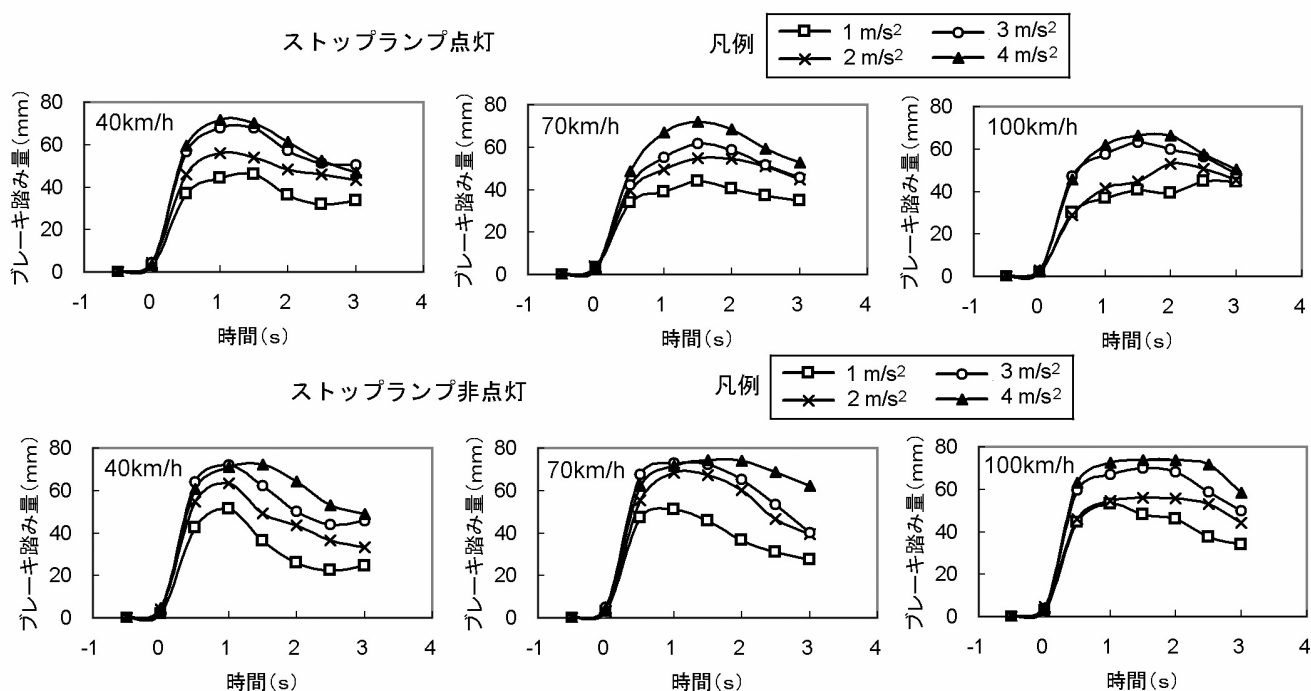 ストップランプ点灯
凡例
1 m/s² 3 m/s²
2 m/s² 4 m/s²
ブレーキ踏み量(mm)
80
60
40
20
0
40km/h
-1 0 1 2 3 4
時間(s)
ブレーキ踏み量(mm)
80
60
40
20
0
70km/h
-1 0 1 2 3 4
時間(s)
ブレーキ踏み量(mm)
80
60
40
20
0
100km/h
-1 0 1 2 3 4
時間(s)
ストップランプ非点灯
凡例
1 m/s² 3 m/s²
2 m/s² 4 m/s²
ブレーキ踏み量(mm)
80
60
40
20
0
40km/h
-1 0 1 2 3 4
時間(s)
ブレーキ踏み量(mm)
80
60
40
20
0
70km/h
-1 0 1 2 3 4
時間(s)
ブレーキ踏み量(mm)
80
60
40
20
0
100km/h
-1 0 1 2 3 4
時間(s)